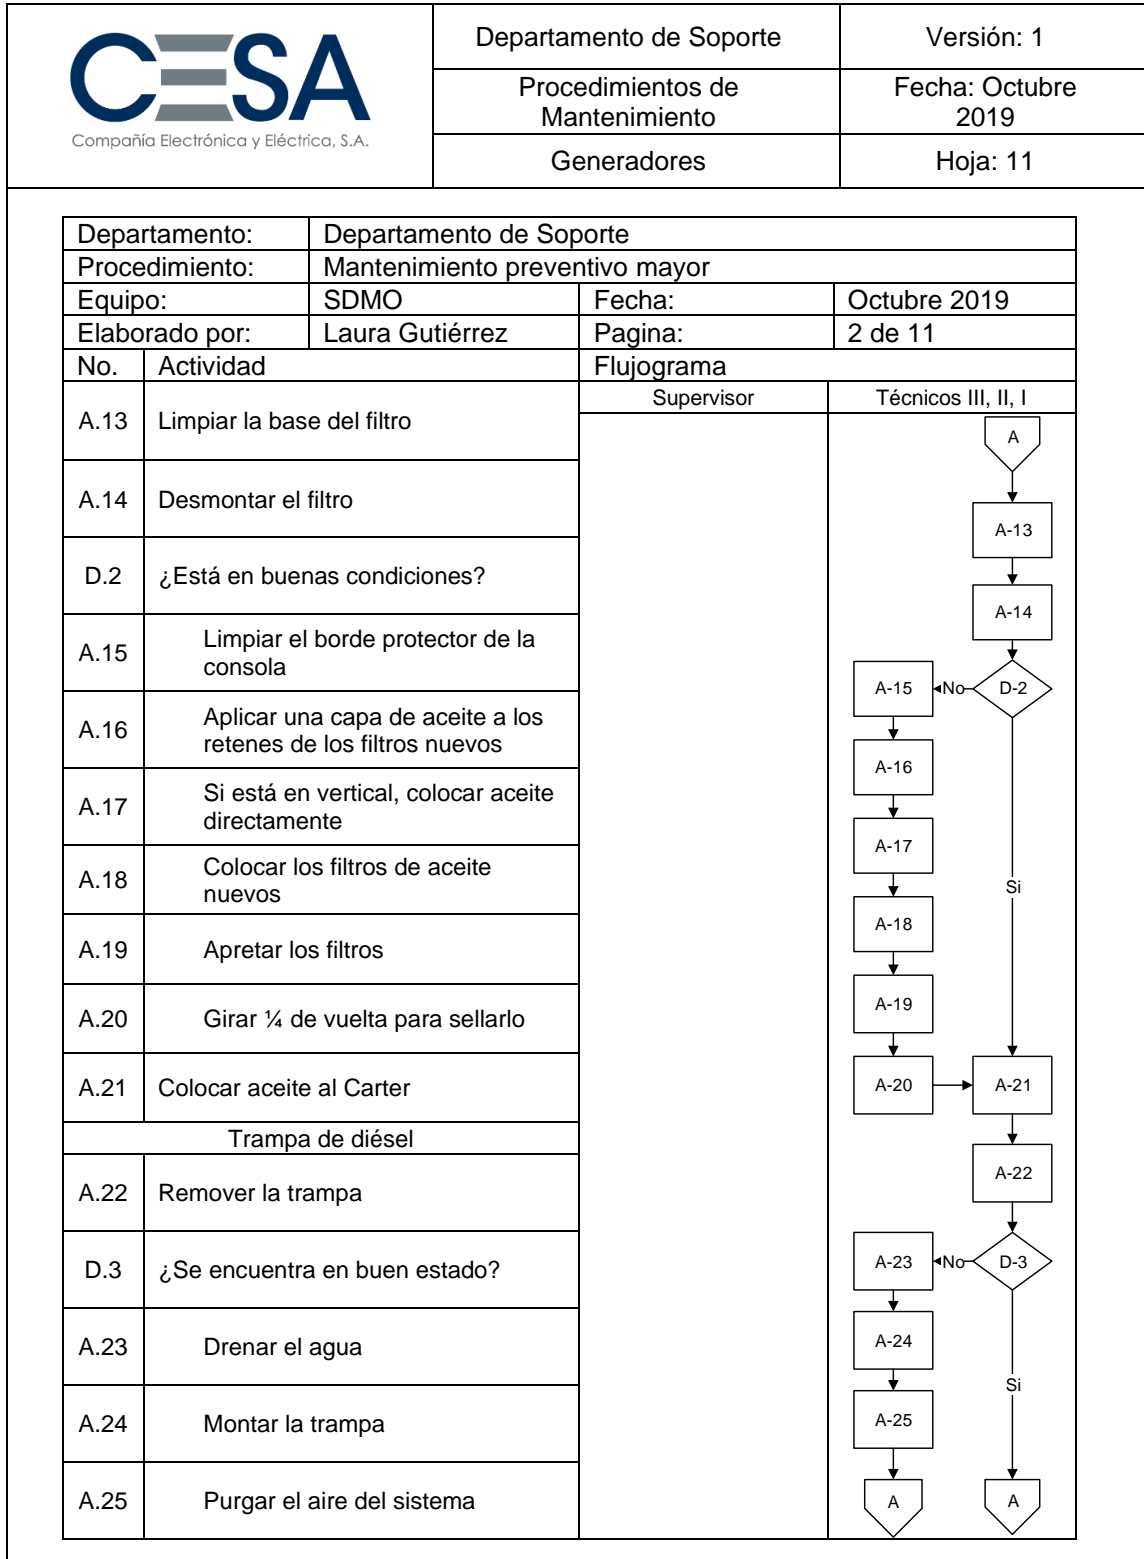 CESA
Compañía Electrónica y Eléctrica, S.A.
Departamento de Soporte
Versión: 1
Procedimientos de
Mantenimiento
Fecha: Octubre
2019
Generadores
Hoja: 11
Departamento:
Departamento de Soporte
Procedimiento:
Mantenimiento preventivo mayor
Equipo:
SDMO
Fecha:
Octubre 2019
Elaborado por:
Laura Gutiérrez
Pagina:
2 de 11
No.
Actividad
Flujograma
Supervisor
Técnicos III, II, I
A.13
Limpiar la base del filtro
A.14
Desmontar el filtro
D.2
¿Está en buenas condiciones?
A.15
Limpiar el borde protector de la
consola
A.16
Aplicar una capa de aceite a los
retenes de los filtros nuevos
A.17
Si está en vertical, colocar aceite
directamente
A.18
Colocar los filtros de aceite
nuevos
A.19
Apretar los filtros
A.20
Girar ¼ de vuelta para sellarlo
A.21
Colocar aceite al Carter
Trampa de diésel
A.22
Remover la trampa
D.3
¿Se encuentra en buen estado?
A.23
Drenar el agua
A.24
Montar la trampa
A.25
Purgar el aire del sistema
A
A-13
A-14
A-15
No
D-2
A-16
A-17
Si
A-18
A-19
A-20
A-21
A-22
A-23
No
D-3
A-24
Si
A-25
A
A